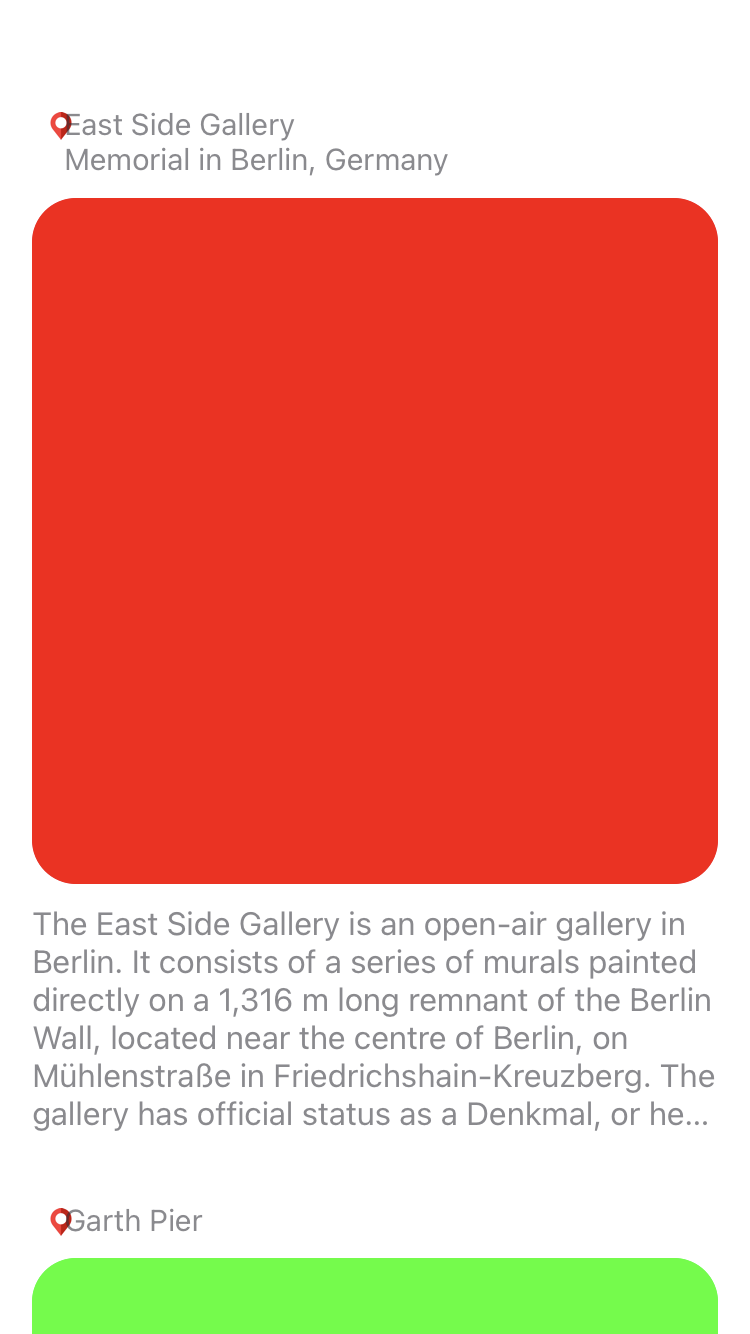 East Side Gallery
Memorial in Berlin, Germany
The East Side Gallery is an open-air gallery in
Berlin. It consists of a series of murals painted
directly on a 1,316 m long remnant of the Berlin
Wall, located near the centre of Berlin, on
Mühlenstraße in Friedrichshain-Kreuzberg. The
gallery has official status as a Denkmal, or he...
Garth Pier